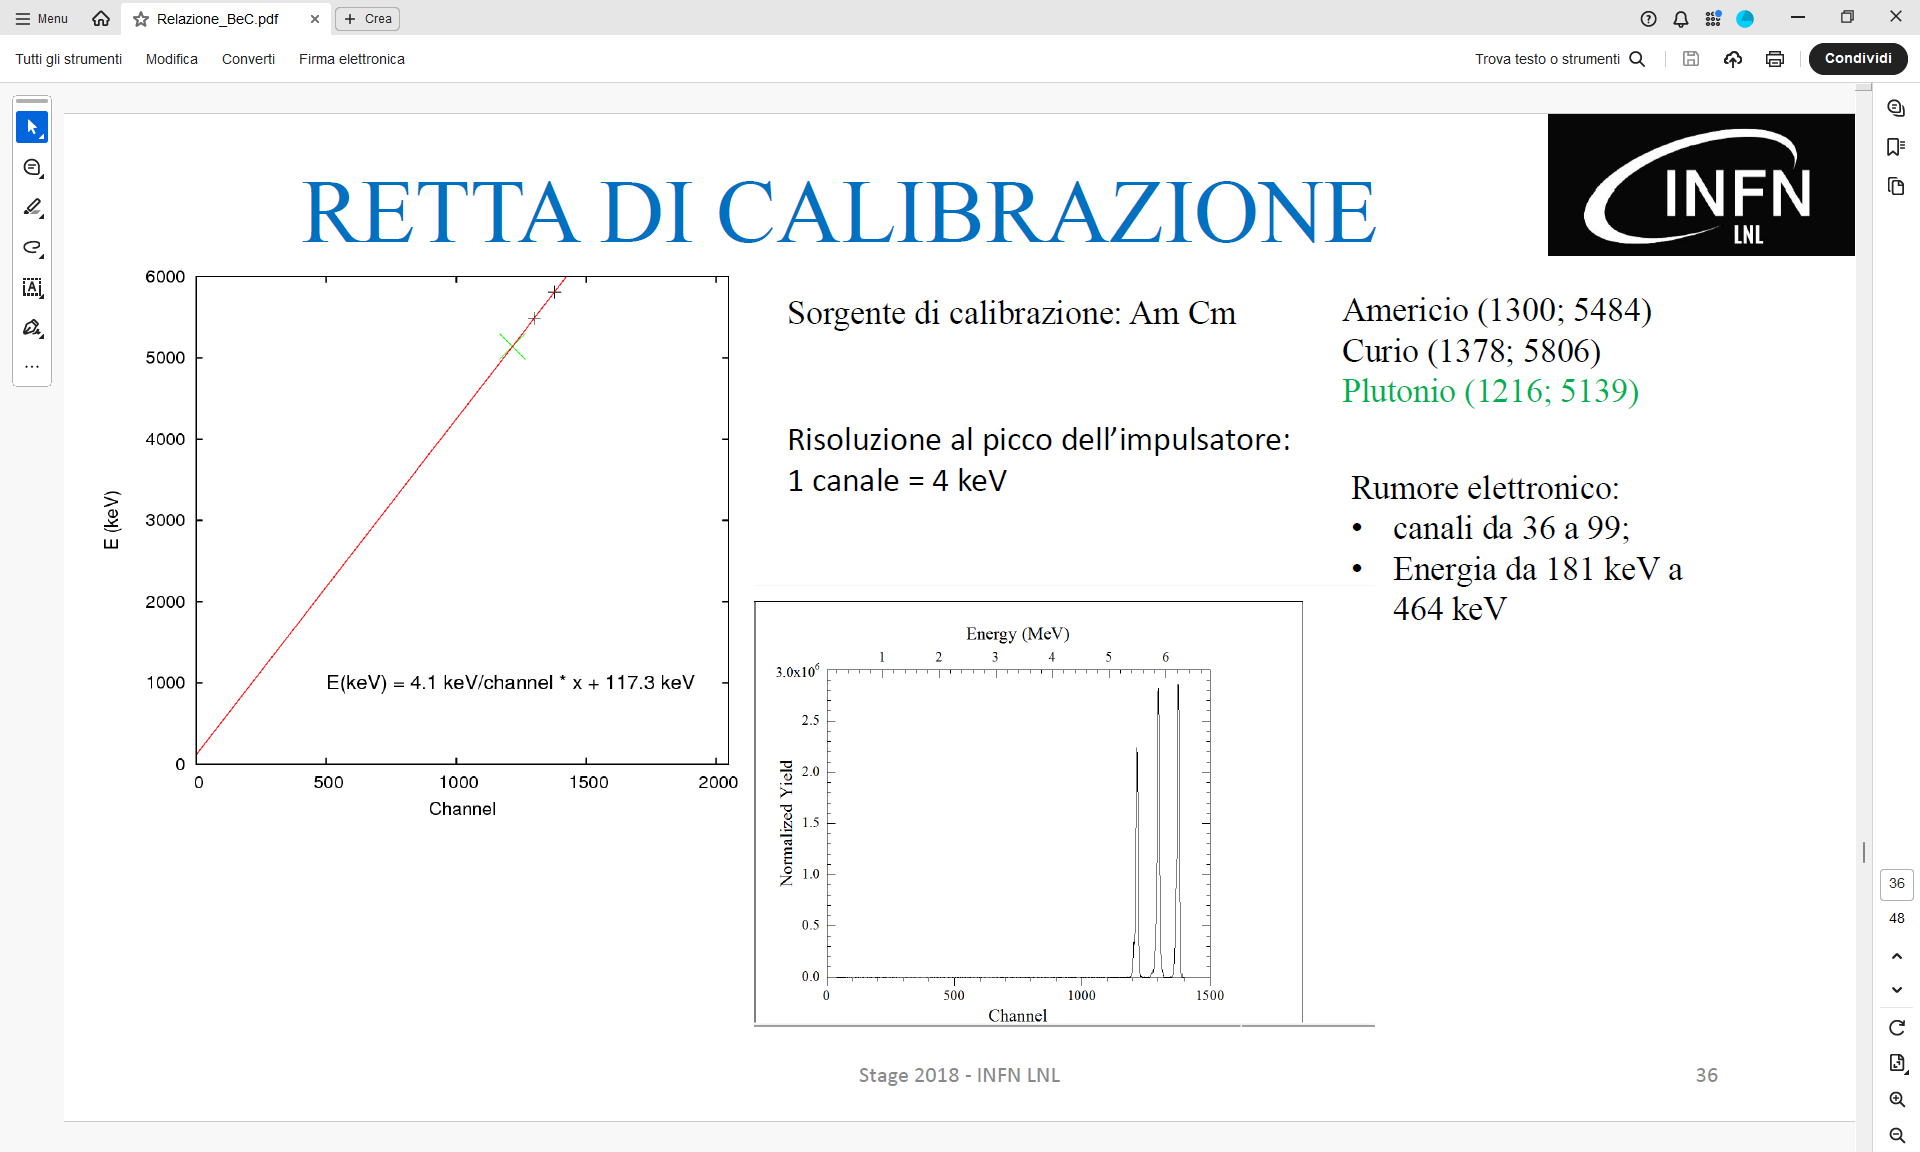 Menu
Relazione_BeC.pdf
Crea
Tutti gli strumenti
Modifica
Converti
Firma elettronica
Trova testo o strumenti
Condividi
RETTA DI CALIBRAZIONE
INFN
LNL
6000
5000
4000
3000
2000
1000
0
E (keV)
E(keV) = 4.1 keV/channel * x + 117.3 keV
0
500
1000
1500
2000
Channel
Sorgente di calibrazione: Am Cm
Risoluzione al picco dell’impulsatore:
1 canale = 4 keV
Americio (1300; 5484)
Curio (1378; 5806)
Plutonio (1216; 5139)
Rumore elettronico:
• canali da 36 a 99;
• Energia da 181 keV a
464 keV
Energy (MeV)
1 2 3 4 5 6
3.0x10⁶
2.5
2.0
1.5
1.0
0.5
0.0
Normalized Yield
0 500 1000 1500
Channel
Stage 2018 - INFN LNL
36
36
48